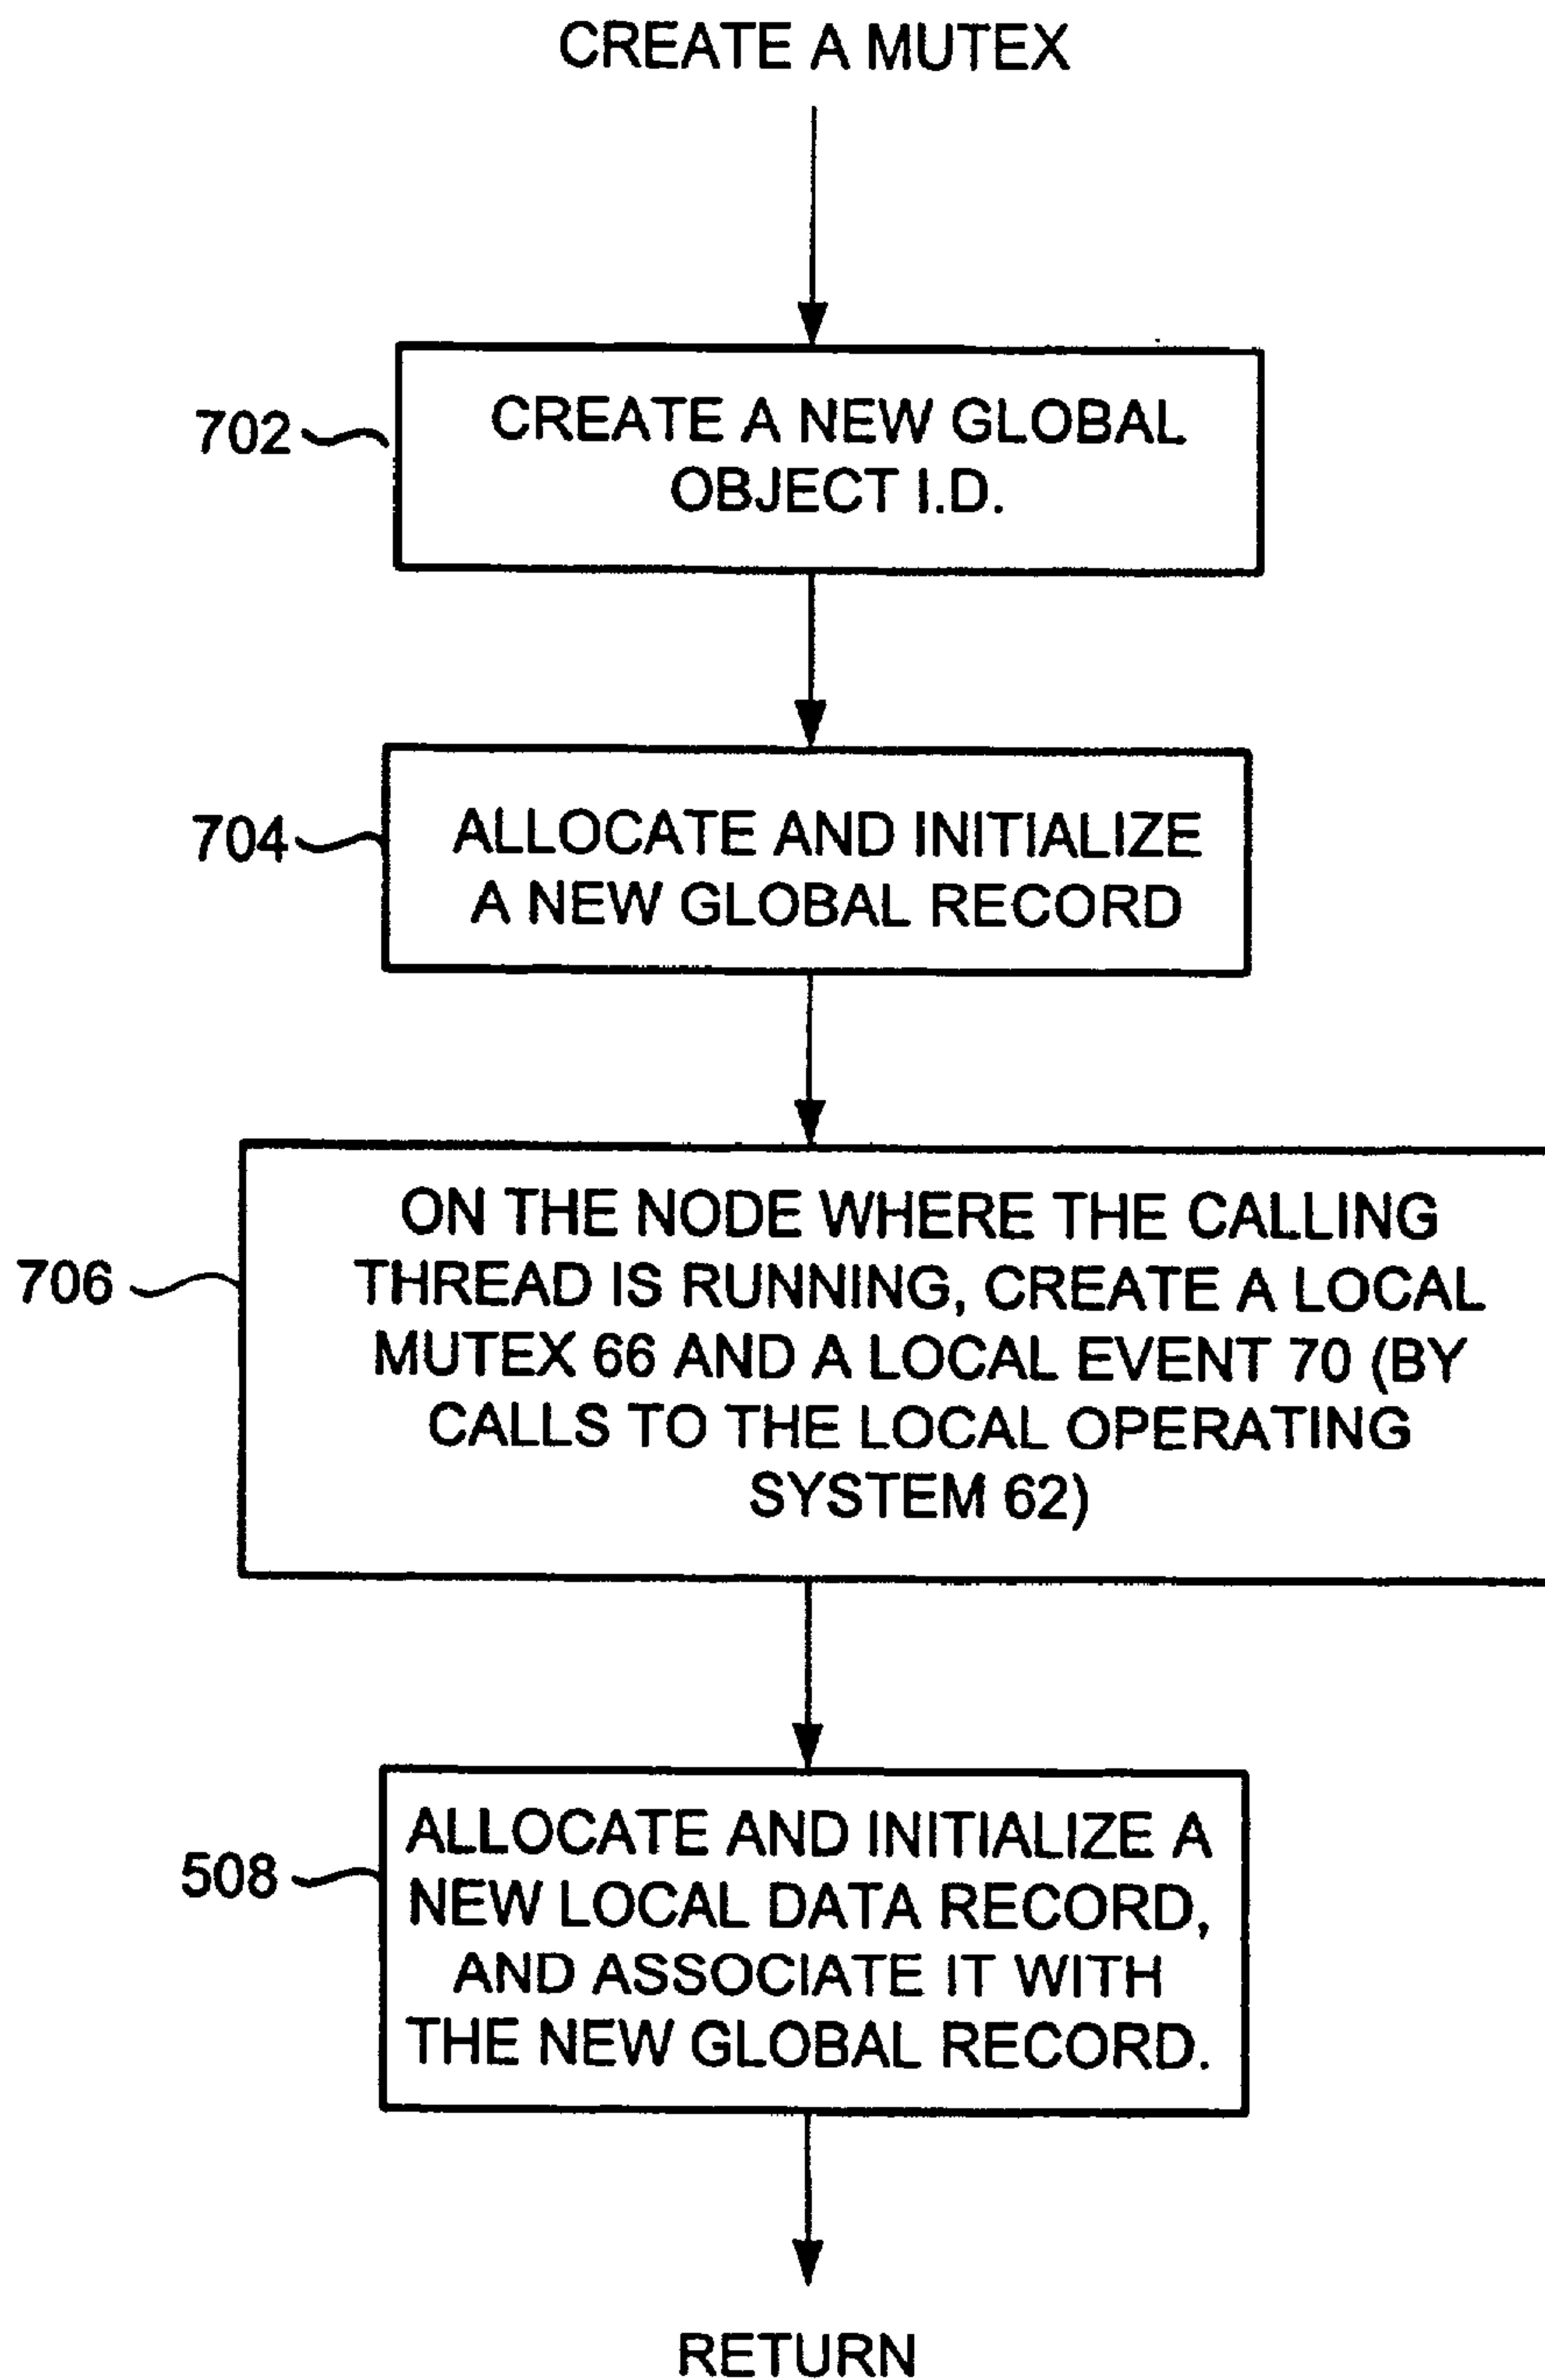 CREATE A MUTEX
702
CREATE A NEW GLOBAL
OBJECT I.D.
704
ALLOCATE AND INITIALIZE
A NEW GLOBAL RECORD
706
ON THE NODE WHERE THE CALLING
THREAD IS RUNNING, CREATE A LOCAL
MUTEX 66 AND A LOCAL EVENT 70 (BY
CALLS TO THE LOCAL OPERATING
SYSTEM 62)
508
ALLOCATE AND INITIALIZE A
NEW LOCAL DATA RECORD,
AND ASSOCIATE IT WITH
THE NEW GLOBAL RECORD.
RETURN